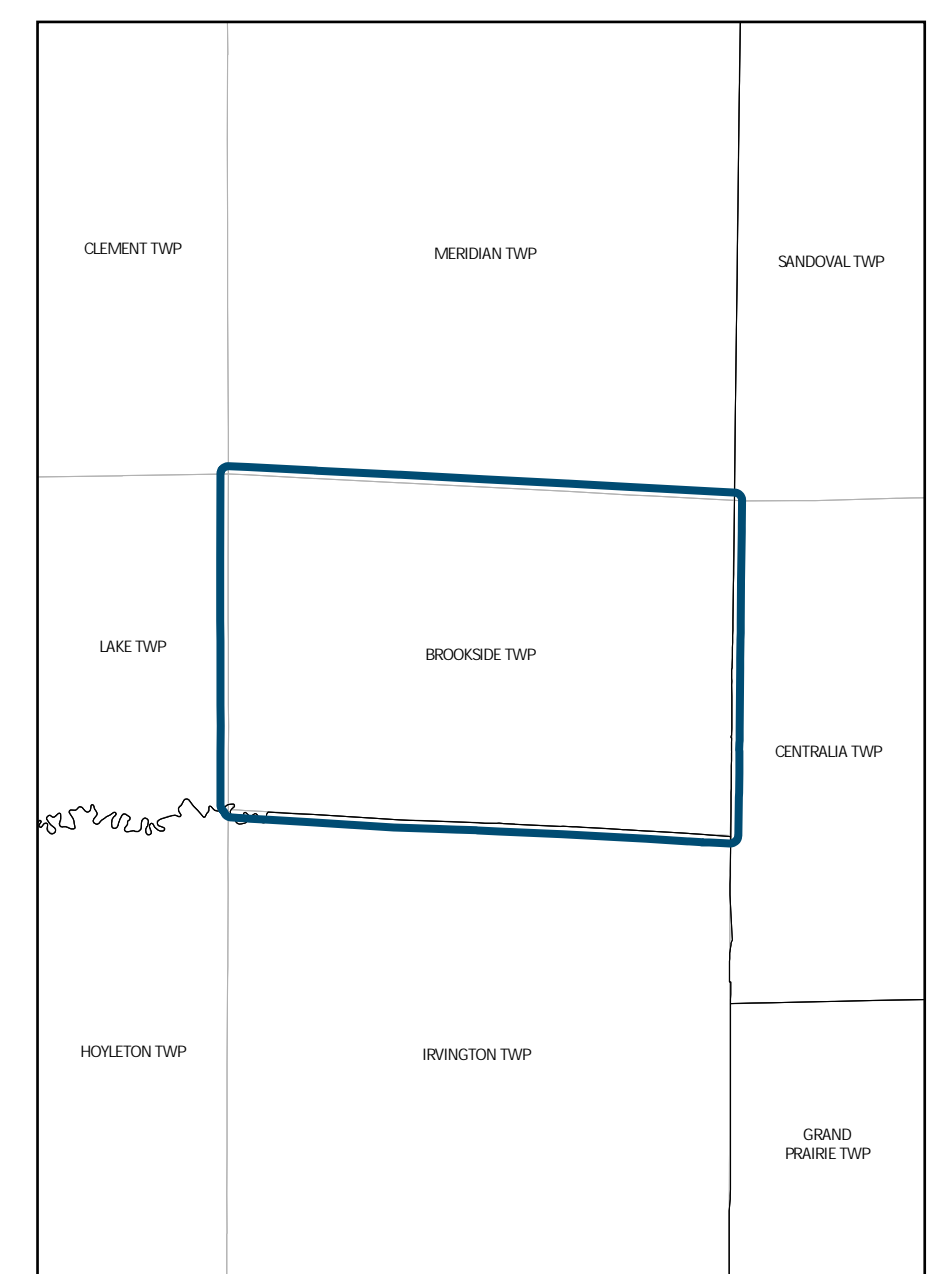 CLEMENT TWP
MERIDIAN TWP
SANDOVAL TWP
LAKE TWP
BROOKSIDE TWP
CENTRALIA TWP
HOYLETON TWP
IRVINGTON TWP
GRAND
PRAIRIE TWP